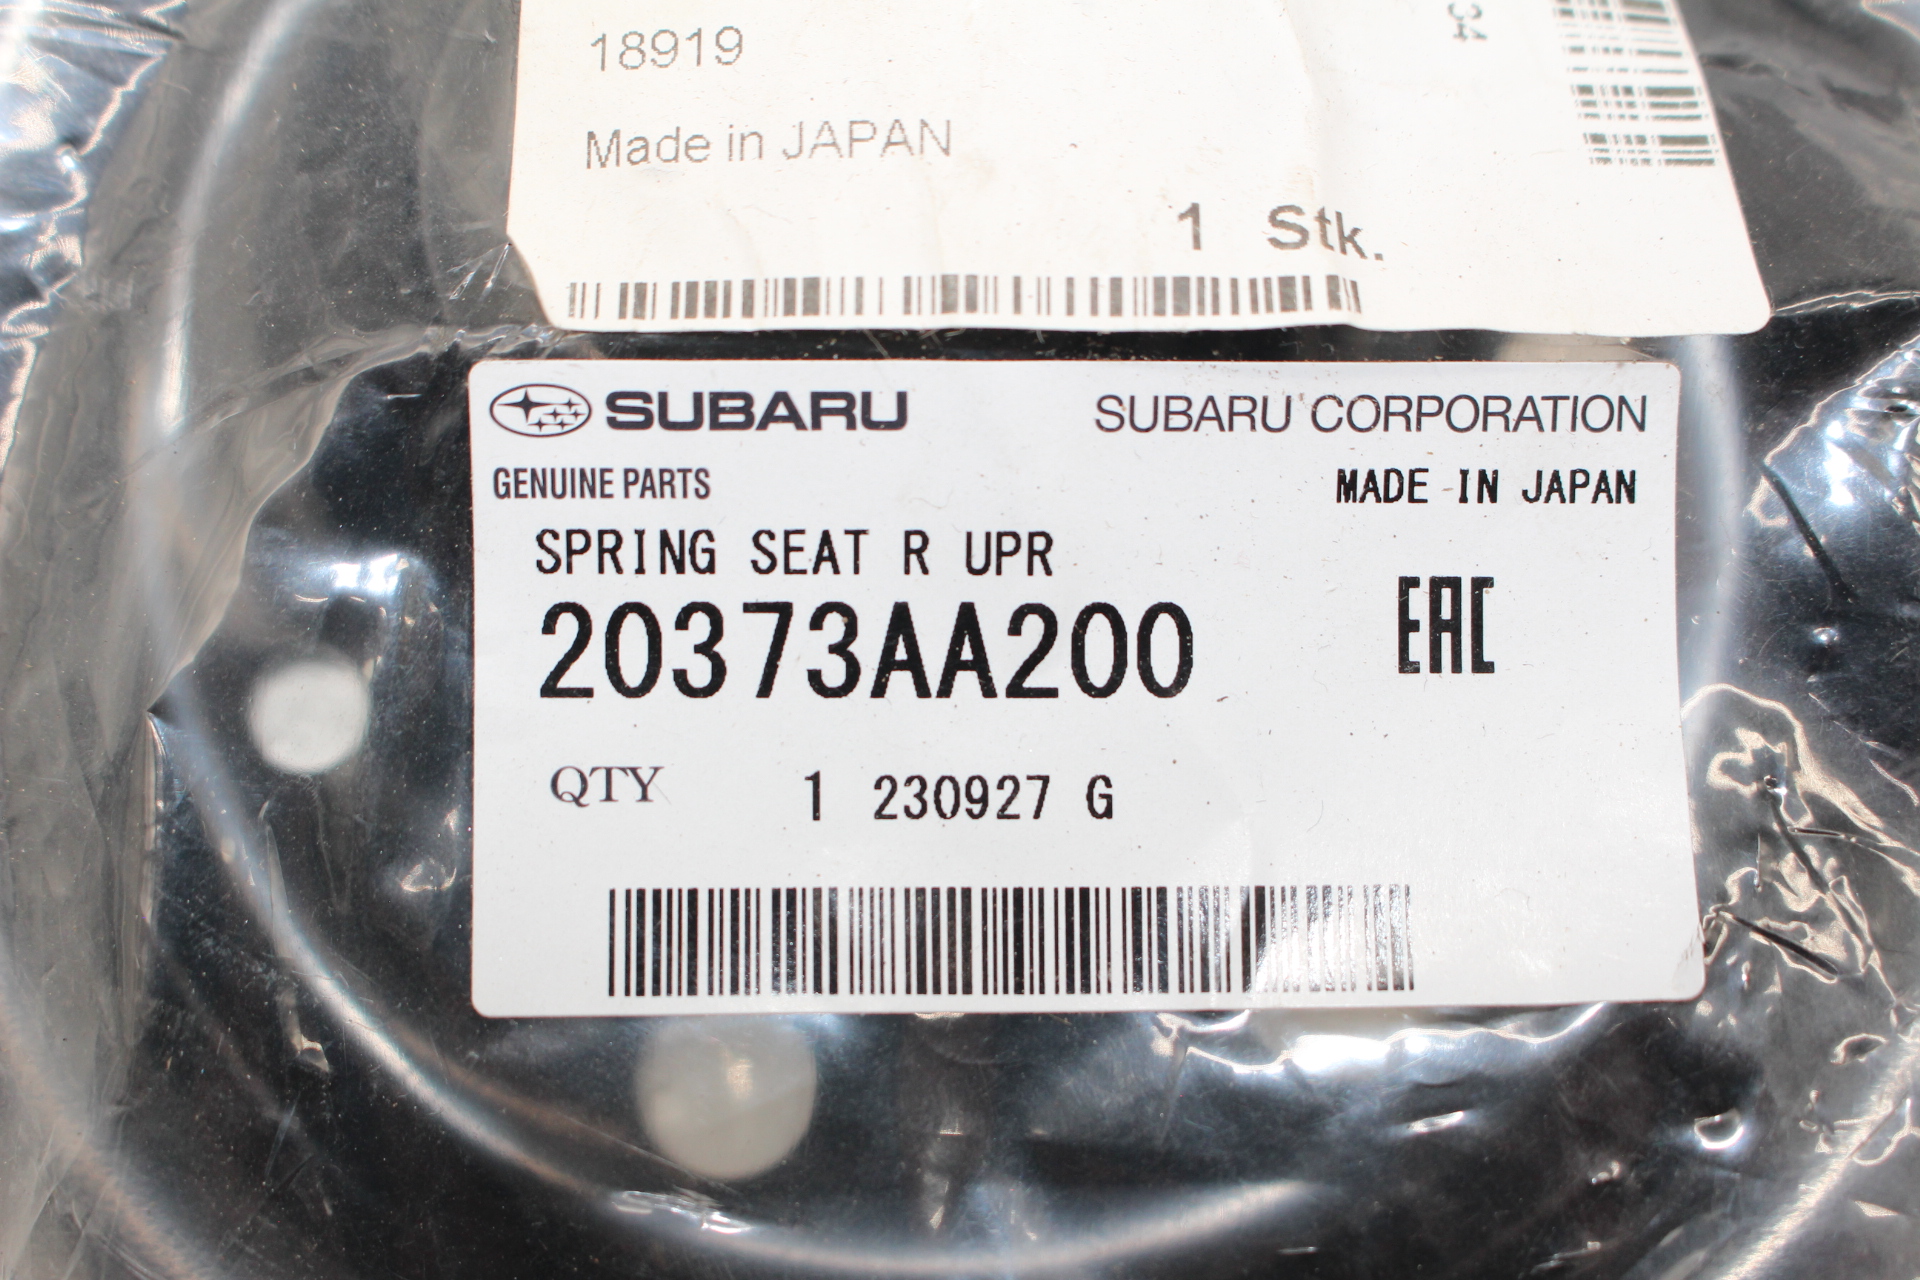 18919
34
Made in JAPAN
1 Stk.
SUBARU
SUBARU CORPORATION
GENUINE PARTS
MADE IN JAPAN
SPRING SEAT R UPR
20373AA200
EAC
QTY 1 230927 G